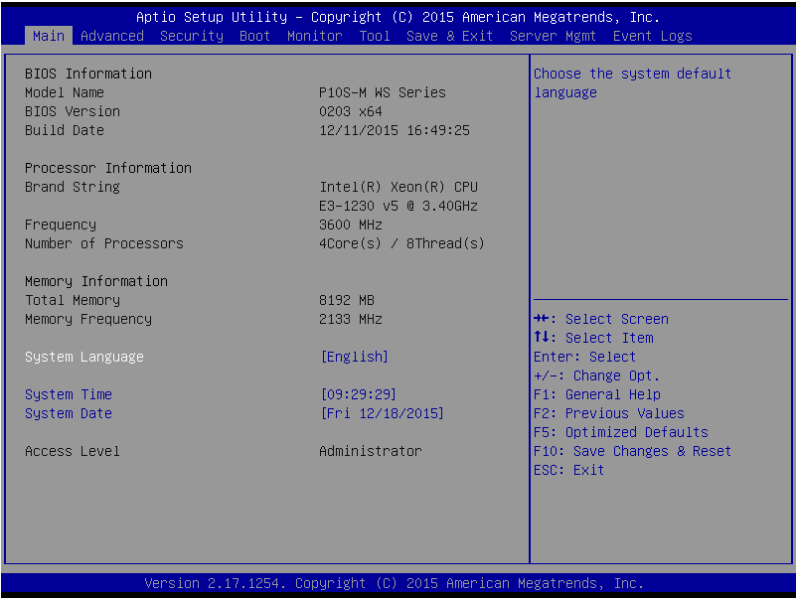 Aptio Setup Utility – Copyright (C) 2015 American Megatrends, Inc.
Main Advanced Security Boot Monitor Tool Save & Exit Server Mgmt Event Logs
BIOS Information
Model Name P10S-M WS Series
BIOS Version 0203 x64
Build Date 12/11/2015 16:49:25
Processor Information
Brand String Intel(R) Xeon(R) CPU
E3-1230 v5 @ 3.40GHz
Frequency 3600 MHz
Number of Processors 4Core(s) / 8Thread(s)
Memory Information
Total Memory 8192 MB
Memory Frequency 2133 MHz
System Language [English]
System Time [09:29:29]
System Date [Fri 12/18/2015]
Access Level Administrator
Choose the system default
language
→←: Select Screen
↑↓: Select Item
Enter: Select
+/-: Change Opt.
F1: General Help
F2: Previous Values
F5: Optimized Defaults
F10: Save Changes & Reset
ESC: Exit
Version 2.17.1254. Copyright (C) 2015 American Megatrends, Inc.